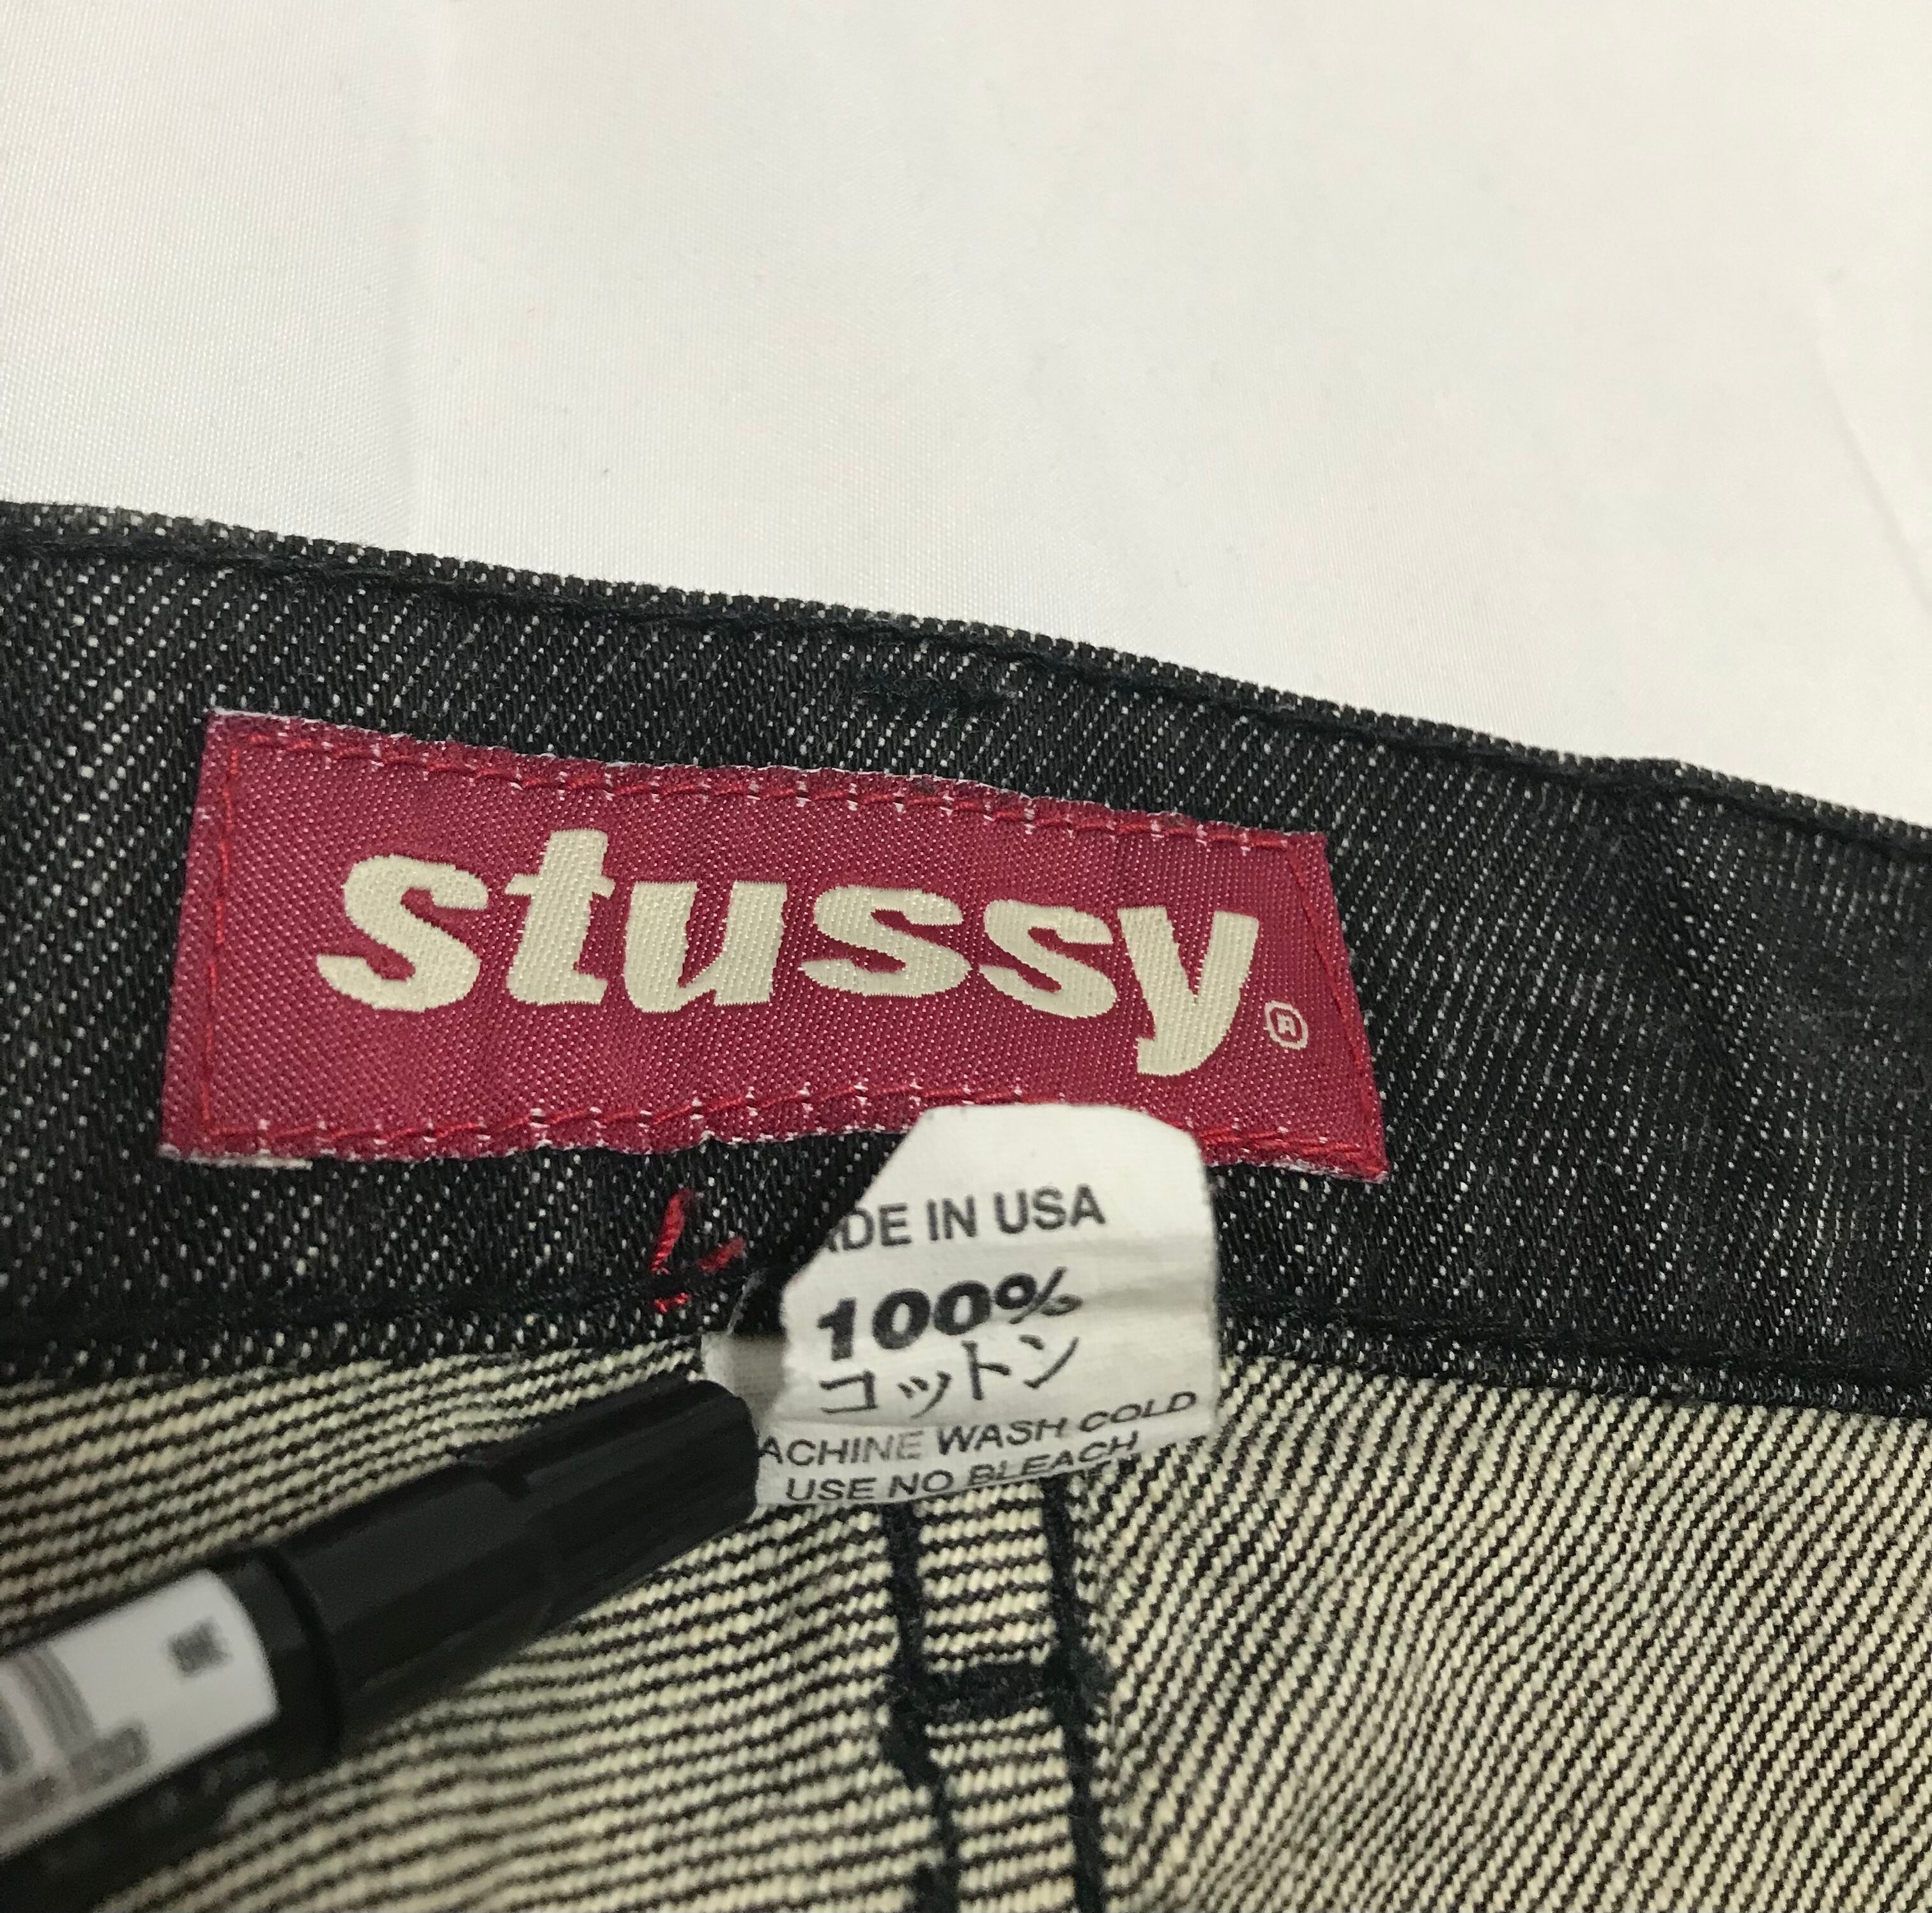 stussy®
ADE IN USA
100%
コットン
ACHINE WASH COLD
USE NO BLEACH